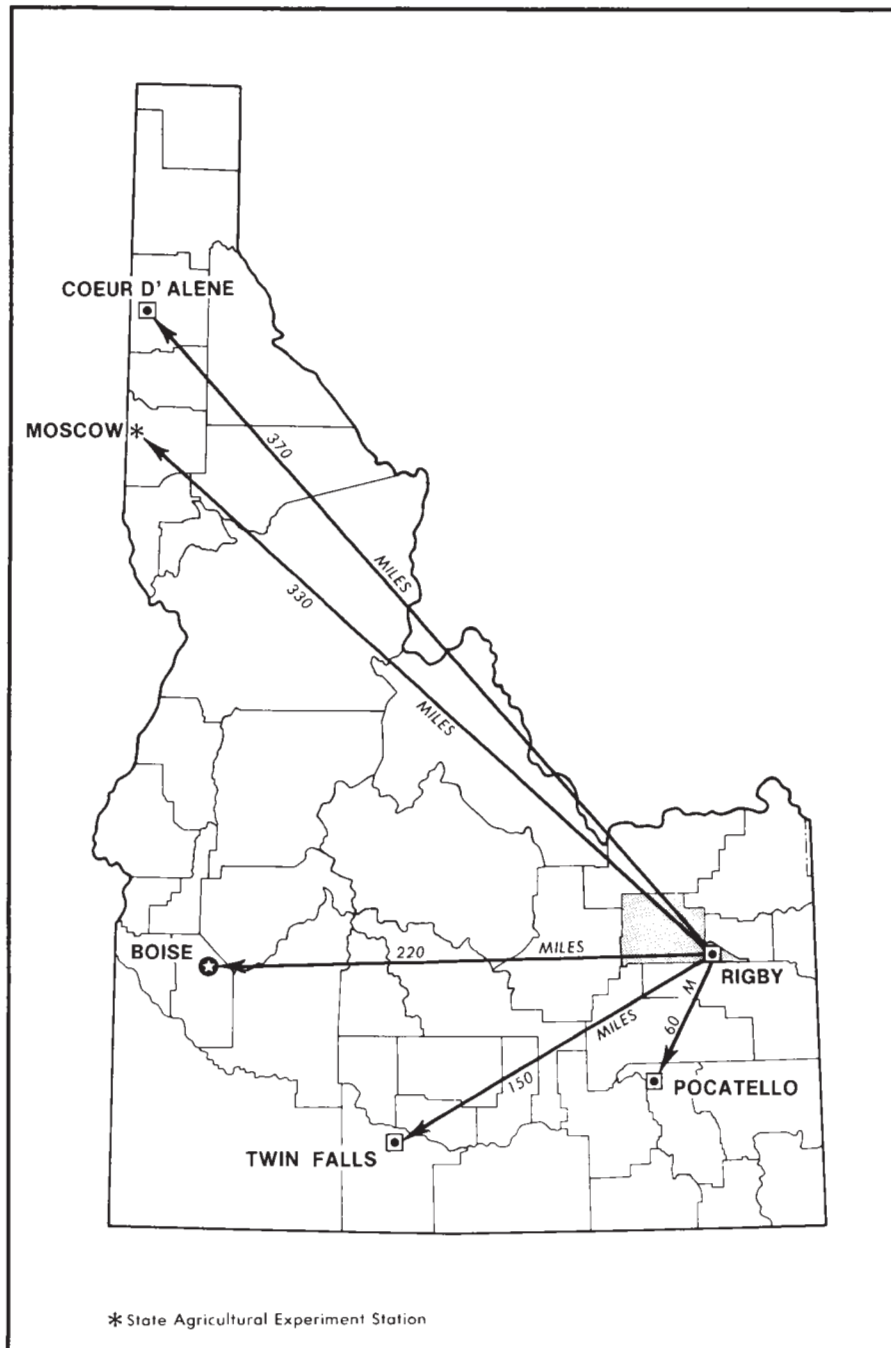 COEUR D' ALENE
MOSCOW *
370
MILES
330
MILES
BOISE
220
MILES
RIGBY
MILES
150
60
M
POCATELLO
TWIN FALLS
* State Agricultural Experiment Station